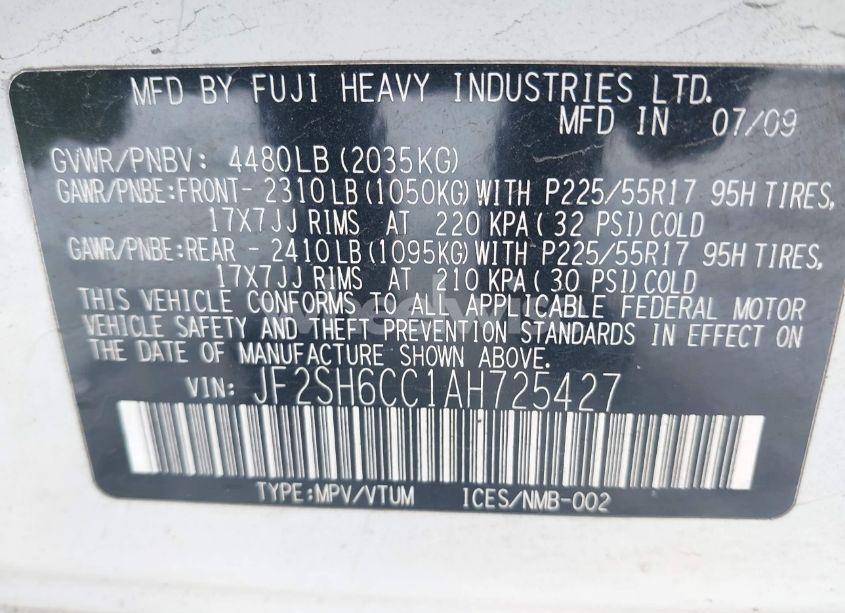 MFD BY FUJI HEAVY INDUSTRIES LTD.
MFD IN 07/09
GVWR/PNBV: 4480LB (2035KG)
GAWR/PNBE:FRONT- 2310LB (1050KG) WITH P225/55R17 95H TIRES,
17X7JJ RIMS AT 220 KPA ( 32 PSI) COLD
GAWR/PNBE:REAR - 2410LB (1095KG) WITH P225/55R17 95H TIRES,
17X7JJ RIMS AT 210 KPA ( 30 PSI) COLD
THIS VEHICLE CONFORMS TO ALL APPLICABLE FEDERAL MOTOR
VEHICLE SAFETY AND THEFT PREVENTION STANDARDS IN EFFECT ON
THE DATE OF MANUFACTURE SHOWN ABOVE.
VIN: JF2SH6CC1AH725427
TYPE:MPV/VTUM ICES/NMB-002